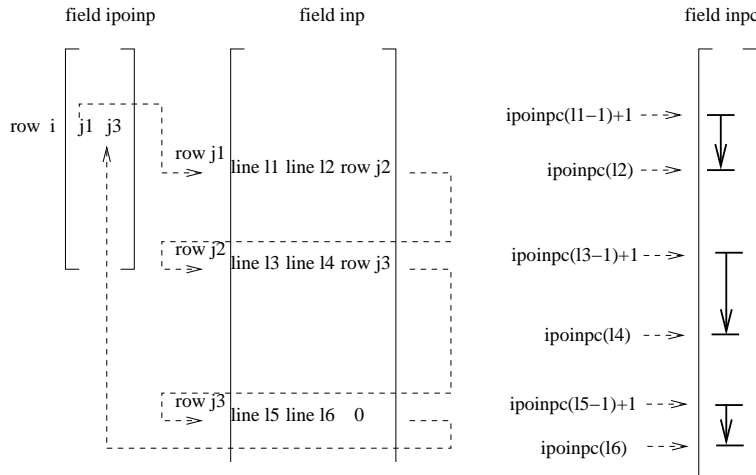 field ipoinp field inp field inpc
row i j1 j3
ipoinpc(l1−1)+1
row j1
line l1 line l2 row j2
ipoinpc(l2)
row j2
line l3 line l4 row j3
ipoinpc(l3−1)+1
ipoinpc(l4)
row j3
line l5 line l6 0
ipoinpc(l5−1)+1
ipoinpc(l6)